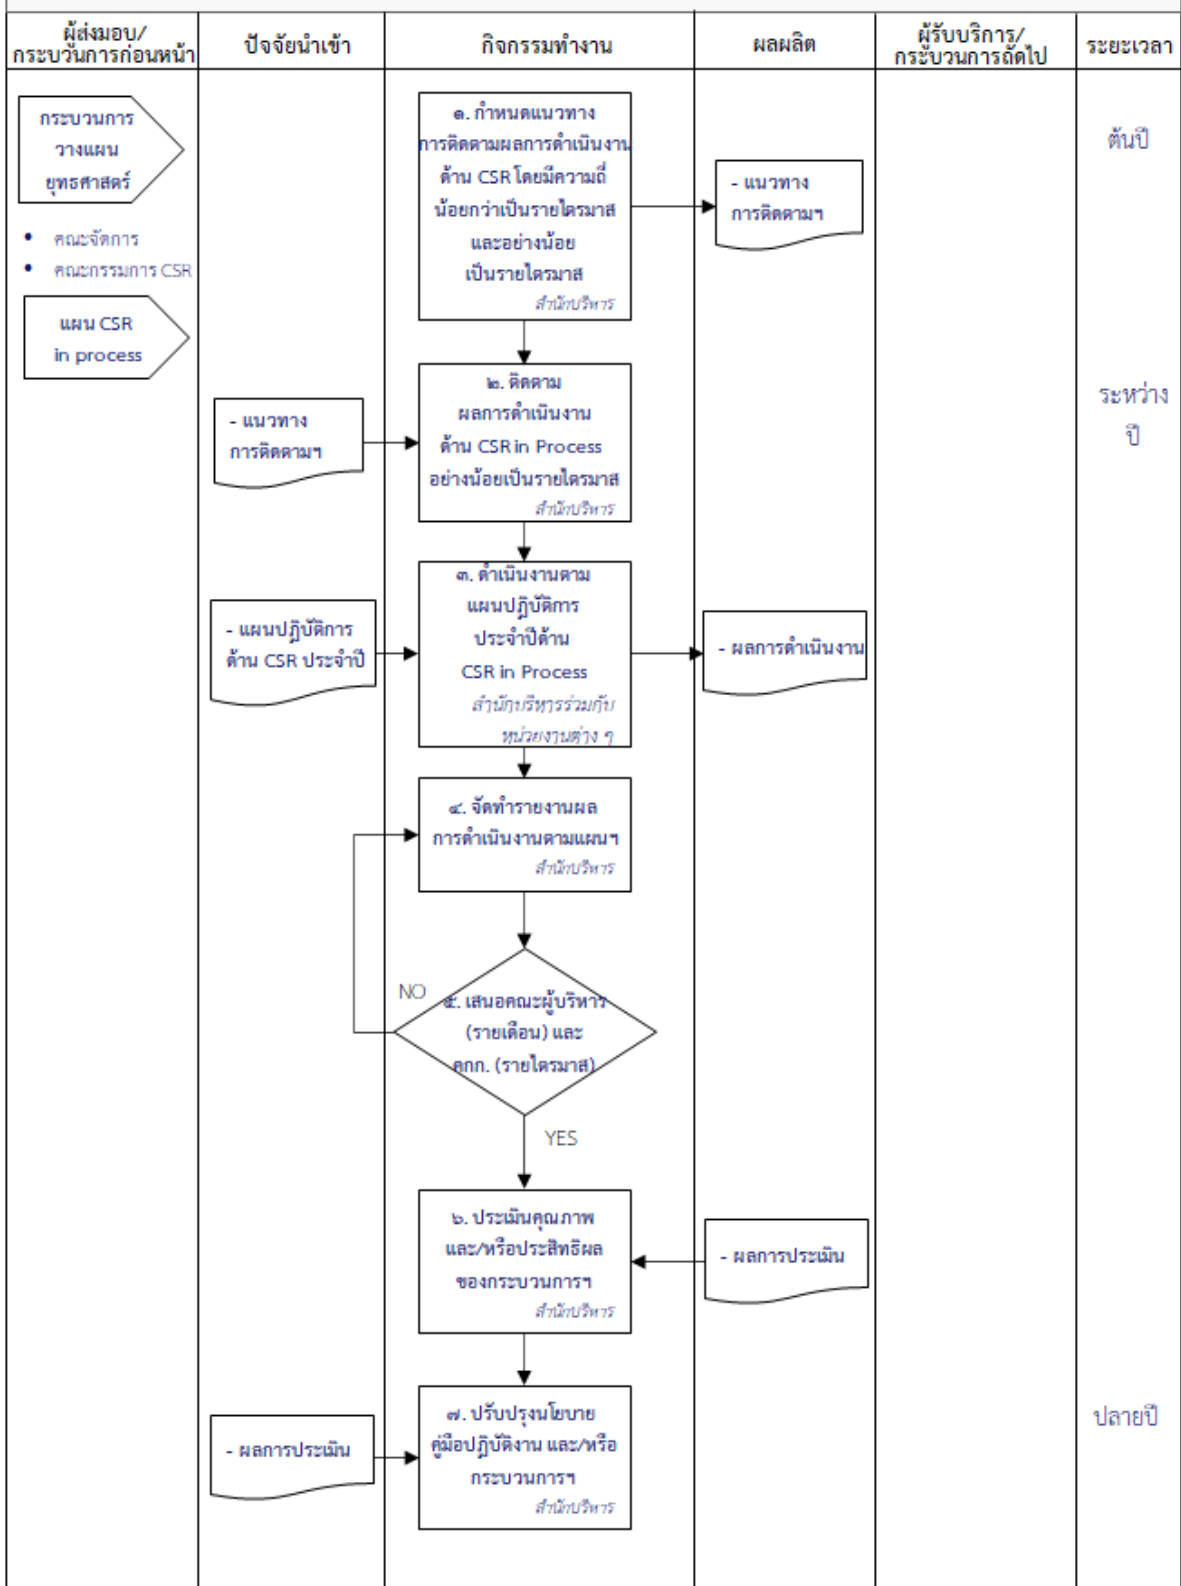 ผู้ส่งมอบ/
กระบวนการก่อนหน้า
ปัจจัยนำเข้า
กิจกรรมทำงาน
ผลผลิต
ผู้รับบริการ/
กระบวนการถัดไป
ระยะเวลา
กระบวนการ
วางแผน
ยุทธศาสตร์
• คณะจัดการ
• คณะกรรมการ CSR
แผน CSR
in process
๑. กำหนดแนวทาง
การติดตามผลการดำเนินงาน
ด้าน CSR โดยมีความถี่
น้อยกว่าเป็นรายไตรมาส
และอย่างน้อย
เป็นรายไตรมาส
สำนักบริหาร
- แนวทาง
การติดตามฯ
ต้นปี
- แนวทาง
การติดตามฯ
๒. ติดตาม
ผลการดำเนินงาน
ด้าน CSR in Process
อย่างน้อยเป็นรายไตรมาส
สำนักบริหาร
ระหว่าง
ปี
- แผนปฏิบัติการ
ด้าน CSR ประจำปี
๓. ดำเนินงานตาม
แผนปฏิบัติการ
ประจำปีด้าน
CSR in Process
สำนักบริหารร่วมกับ
หน่วยงานต่าง ๆ
- ผลการดำเนินงาน
๔. จัดทำรายงานผล
การดำเนินงานตามแผนฯ
สำนักบริหาร
NO
๕. เสนอคณะผู้บริหาร
(รายเดือน) และ
คกก. (รายไตรมาส)
YES
๖. ประเมินคุณภาพ
และ/หรือประสิทธิผล
ของกระบวนการฯ
สำนักบริหาร
- ผลการประเมิน
- ผลการประเมิน
๗. ปรับปรุงนโยบาย
คู่มือปฏิบัติงาน และ/หรือ
กระบวนการฯ
สำนักบริหาร
ปลายปี